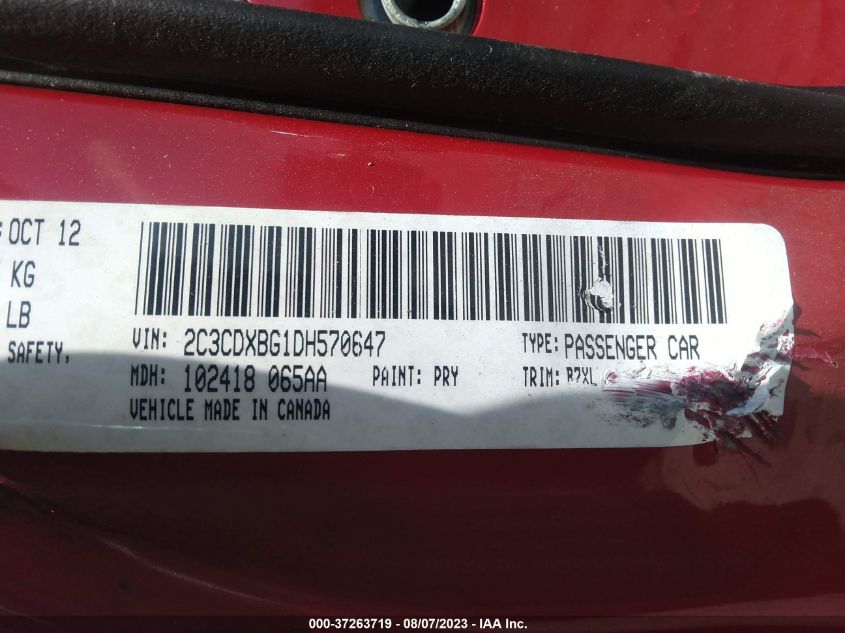 : OCT 12
KG
LB
SAFETY,
VIN: 2C3CDXBG1DH570647 TYPE: PASSENGER CAR
MDH: 102418 065AA PAINT: PRY TRIM:
VEHICLE MADE IN CANADA
000-37263719 - 08/07/2023 - IAA Inc.